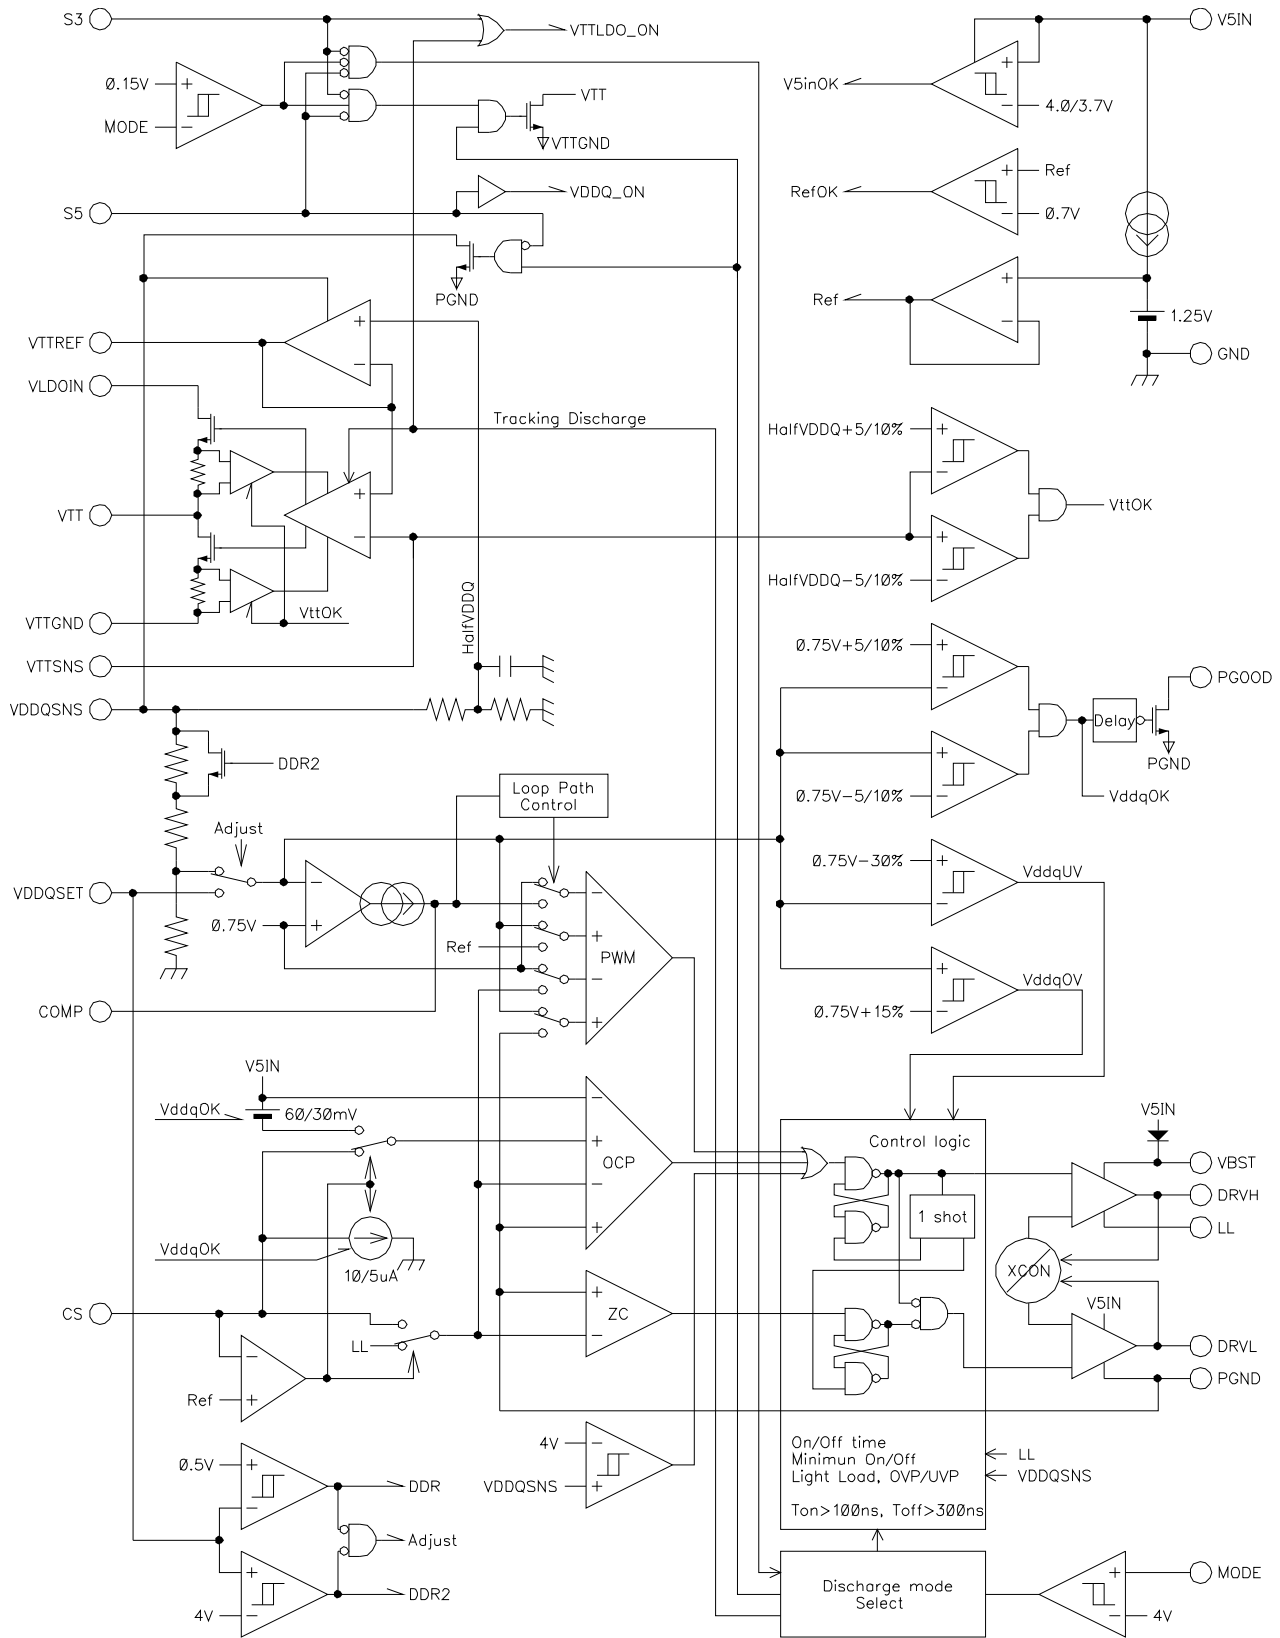 S3
VTTLDO_ON
V5IN
Ø.15V
+
MODE
−
VTT
VTTGND
V5inOK
+
−
4.Ø/3.7V
RefOK
+
Ref
−
Ø.7V
S5
VDDQ_ON
PGND
Ref
+
−
1.25V
GND
VTTREF
+
−
VLDOIN
Tracking Discharge
HalfVDDQ+5/1Ø%
+
−
VTT
+
−
VttOK
HalfVDDQ−5/1Ø%
+
−
VTTGND
VttOK
HalfVDDQ
VTTSNS
VDDQSNS
Ø.75V+5/1Ø%
+
−
PGOOD
Delay
PGND
DDR2
Ø.75V−5/1Ø%
+
−
VddqOK
Loop Path
Control
Adjust
Ø.75V−3Ø%
+
−
VddqUV
VDDQSET
−
+
Ø.75V
Ref
−
+
−
+
PWM
+
−
VddqOV
Ø.75V+15%
COMP
V5IN
VddqOK
6Ø/3ØmV
−
+
−
+
OCP
Control logic
V5IN
VBST
DRVH
LL
1 shot
VddqOK
1Ø/5uA
XCON
CS
+
−
ZC
LL
V5IN
DRVL
PGND
−
+
Ref
4V
−
VDDQSNS
+
On/Off time
Minimun On/Off
Light Load, OVP/UVP
Ton>1ØØns, Toff>3ØØns
LL
VDDQSNS
Ø.5V
+
−
DDR
Adjust
+
−
4V
DDR2
Discharge mode
Select
+
−
MODE
4V